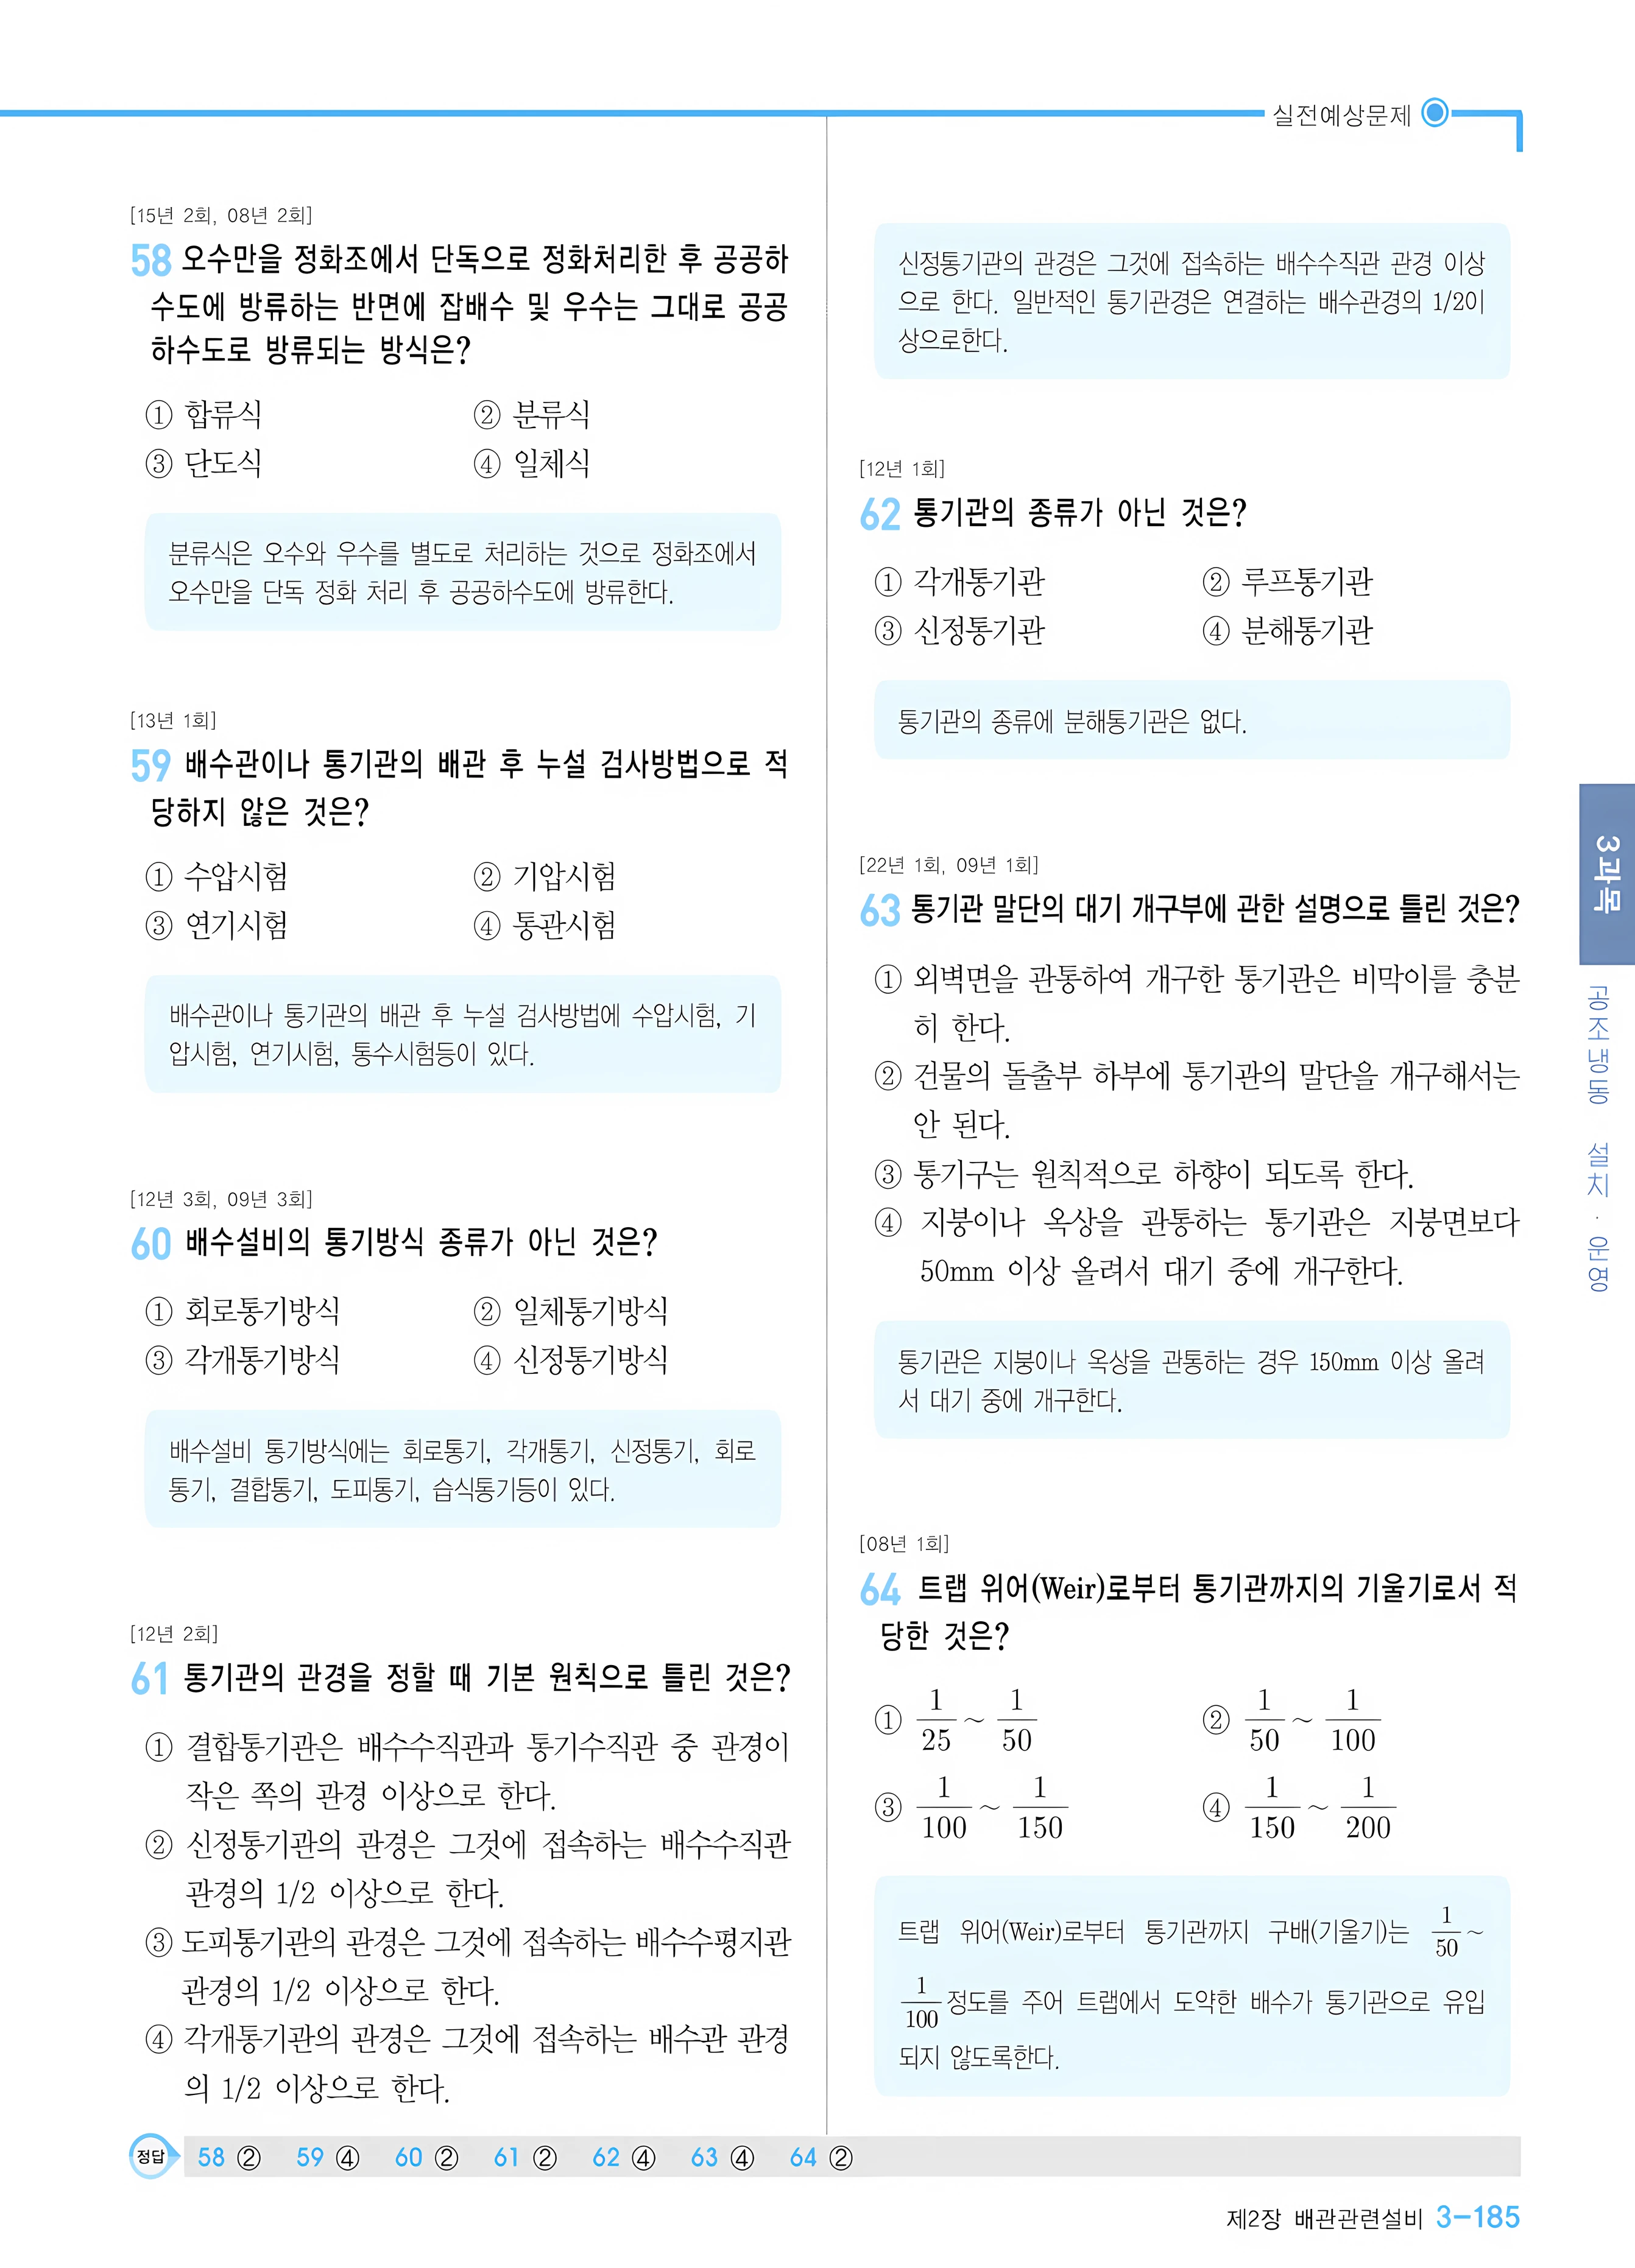 실전예상문제
[15년 2회, 08년 2회]
58 오수만을 정화조에서 단독으로 정화처리한 후 공공하
수도에 방류하는 반면에 잡배수 및 우수는 그대로 공공
하수도로 방류되는 방식은?
① 합류식 ② 분류식
③ 단도식 ④ 일체식
분류식은 오수와 우수를 별도로 처리하는 것으로 정화조에서
오수만을 단독 정화 처리 후 공공하수도에 방류한다.
[13년 1회]
59 배수관이나 통기관의 배관 후 누설 검사방법으로 적
당하지 않은 것은?
① 수압시험 ② 기압시험
③ 연기시험 ④ 통관시험
배수관이나 통기관의 배관 후 누설 검사방법에 수압시험, 기
압시험, 연기시험, 통수시험등이 있다.
[12년 3회, 09년 3회]
60 배수설비의 통기방식 종류가 아닌 것은?
① 회로통기방식 ② 일체통기방식
③ 각개통기방식 ④ 신정통기방식
배수설비 통기방식에는 회로통기, 각개통기, 신정통기, 회로
통기, 결합통기, 도피통기, 습식통기등이 있다.
[12년 2회]
61 통기관의 관경을 정할 때 기본 원칙으로 틀린 것은?
① 결합통기관은 배수수직관과 통기수직관 중 관경이
작은 쪽의 관경 이상으로 한다.
② 신정통기관의 관경은 그것에 접속하는 배수수직관
관경의 1/2 이상으로 한다.
③ 도피통기관의 관경은 그것에 접속하는 배수수평지관
관경의 1/2 이상으로 한다.
④ 각개통기관의 관경은 그것에 접속하는 배수관 관경
의 1/2 이상으로 한다.
신정통기관의 관경은 그것에 접속하는 배수수직관 관경 이상
으로 한다. 일반적인 통기관경은 연결하는 배수관경의 1/2이
상으로한다.
[12년 1회]
62 통기관의 종류가 아닌 것은?
① 각개통기관 ② 루프통기관
③ 신정통기관 ④ 분해통기관
통기관의 종류에 분해통기관은 없다.
[22년 1회, 09년 1회]
63 통기관 말단의 대기 개구부에 관한 설명으로 틀린 것은?
① 외벽면을 관통하여 개구한 통기관은 비막이를 충분
히 한다.
② 건물의 돌출부 하부에 통기관의 말단을 개구해서는
안 된다.
③ 통기구는 원칙적으로 하향이 되도록 한다.
④ 지붕이나 옥상을 관통하는 통기관은 지붕면보다
50mm 이상 올려서 대기 중에 개구한다.
통기관은 지붕이나 옥상을 관통하는 경우 150mm 이상 올려
서 대기 중에 개구한다.
[08년 1회]
64 트랩 위어(Weir)로부터 통기관까지의 기울기로서 적
당한 것은?
① 1/25 ~ 1/50 ② 1/50 ~ 1/100
③ 1/100 ~ 1/150 ④ 1/150 ~ 1/200
트랩 위어(Weir)로부터 통기관까지 구배(기울기)는 1/50 ~
1/100 정도를 주어 트랩에서 도약한 배수가 통기관으로 유입
되지 않도록한다.
3과목
공조냉동 설치·운영
정답 58 ② 59 ④ 60 ② 61 ② 62 ④ 63 ④ 64 ②
제2장 배관관련설비 3-185